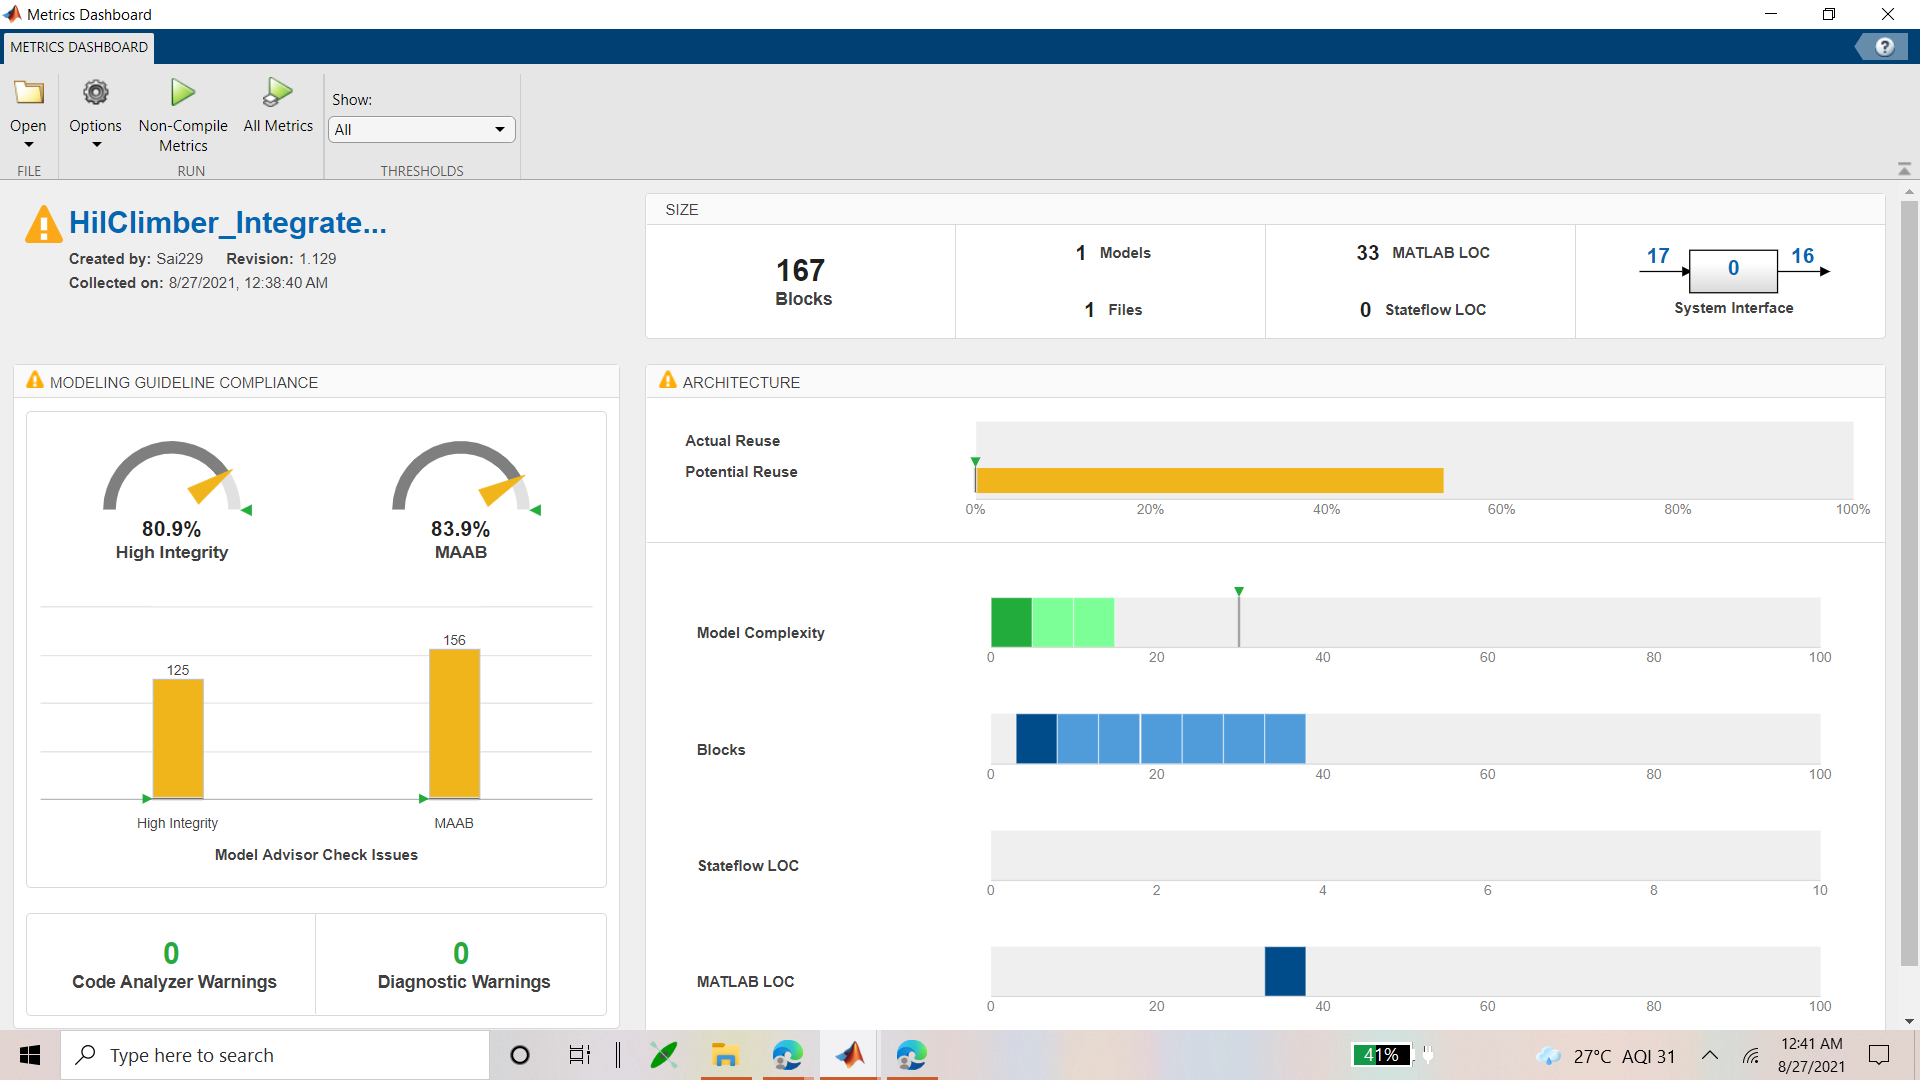 Metrics Dashboard
METRICS DASHBOARD
?
Open
Options
Non-Compile
Metrics
All Metrics
Show:
All
FILE
RUN
THRESHOLDS
HilClimber_Integrate...
Created by: Sai229 Revision: 1.129
Collected on: 8/27/2021, 12:38:40 AM
SIZE
167
Blocks
1 Models
1 Files
33 MATLAB LOC
0 Stateflow LOC
17 0 16
System Interface
MODELING GUIDELINE COMPLIANCE
80.9%
High Integrity
83.9%
MAAB
125
156
High Integrity
MAAB
Model Advisor Check Issues
0
Code Analyzer Warnings
0
Diagnostic Warnings
ARCHITECTURE
Actual Reuse
Potential Reuse
0% 20% 40% 60% 80% 100%
Model Complexity
0 20 40 60 80 100
Blocks
0 20 40 60 80 100
Stateflow LOC
0 2 4 6 8 10
MATLAB LOC
0 20 40 60 80 100
Type here to search
41%
27°C AQI 31
12:41 AM
8/27/2021